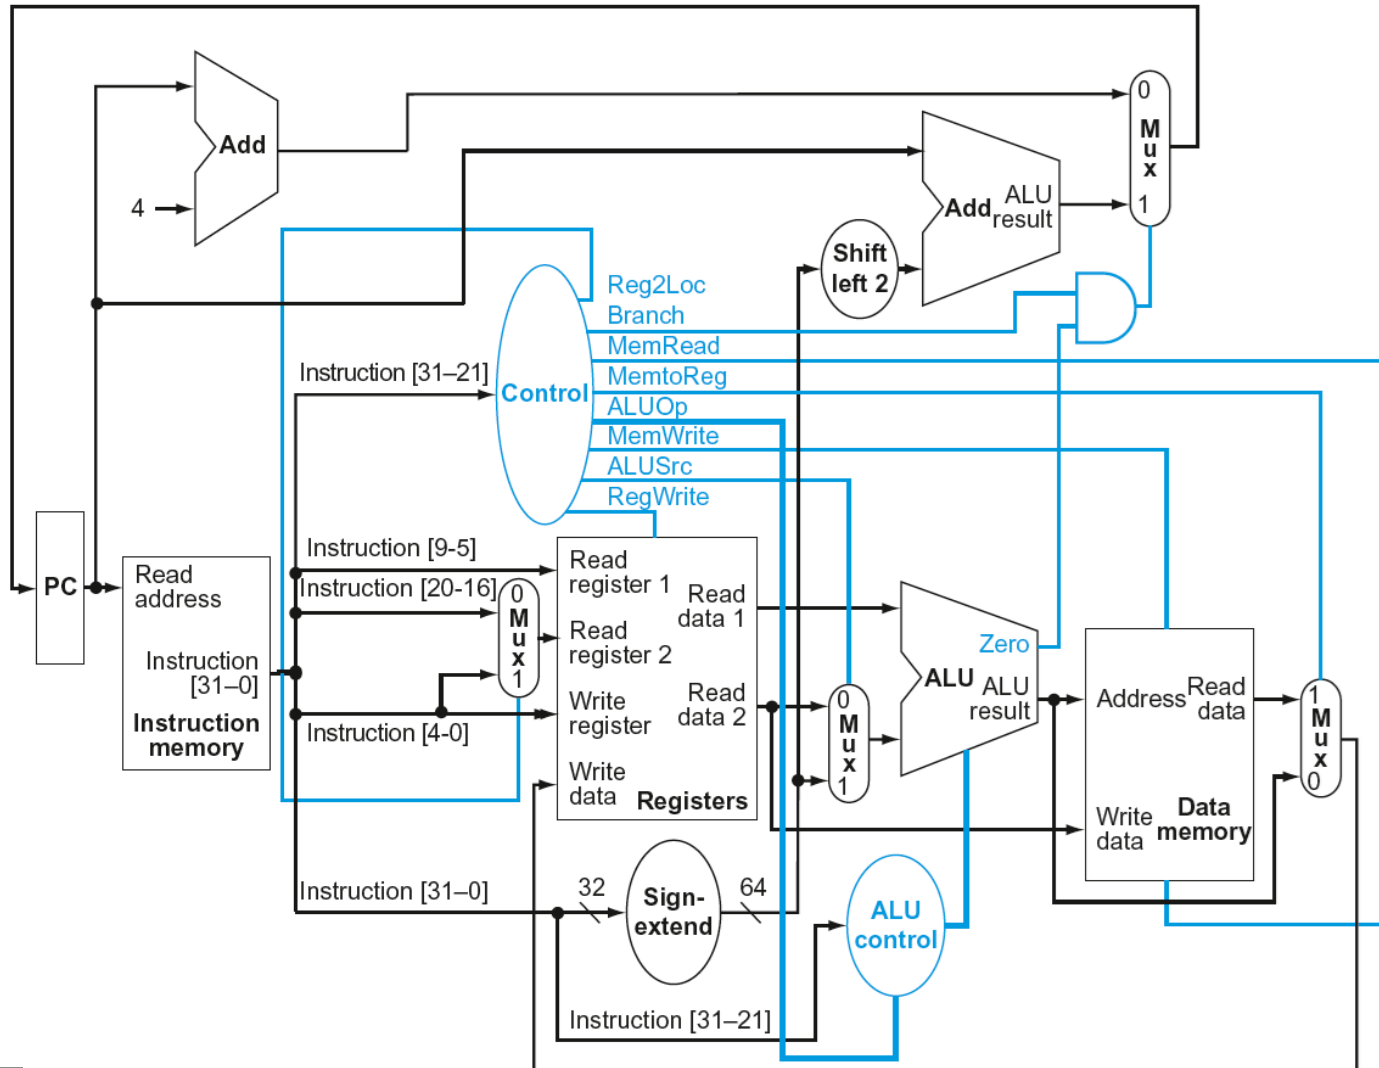 0
M
u
x
1
Add
4
Add
ALU
result
Shift
left 2
Reg2Loc
Branch
MemRead
MemtoReg
ALUOp
MemWrite
ALUSrc
RegWrite
Control
Instruction [31–21]
PC
Read
address
Instruction
[31–0]
Instruction
memory
Instruction [9-5]
Instruction [20-16]
Instruction [4-0]
0
M
u
x
1
Read
register 1
Read
register 2
Write
register
Write
data
Read
data 1
Read
data 2
Registers
0
M
u
x
1
Zero
ALU
ALU
result
Address
Read
data
Write
data
Data
memory
1
M
u
x
0
Instruction [31–0]
32
Sign-
extend
64
ALU
control
Instruction [31–21]